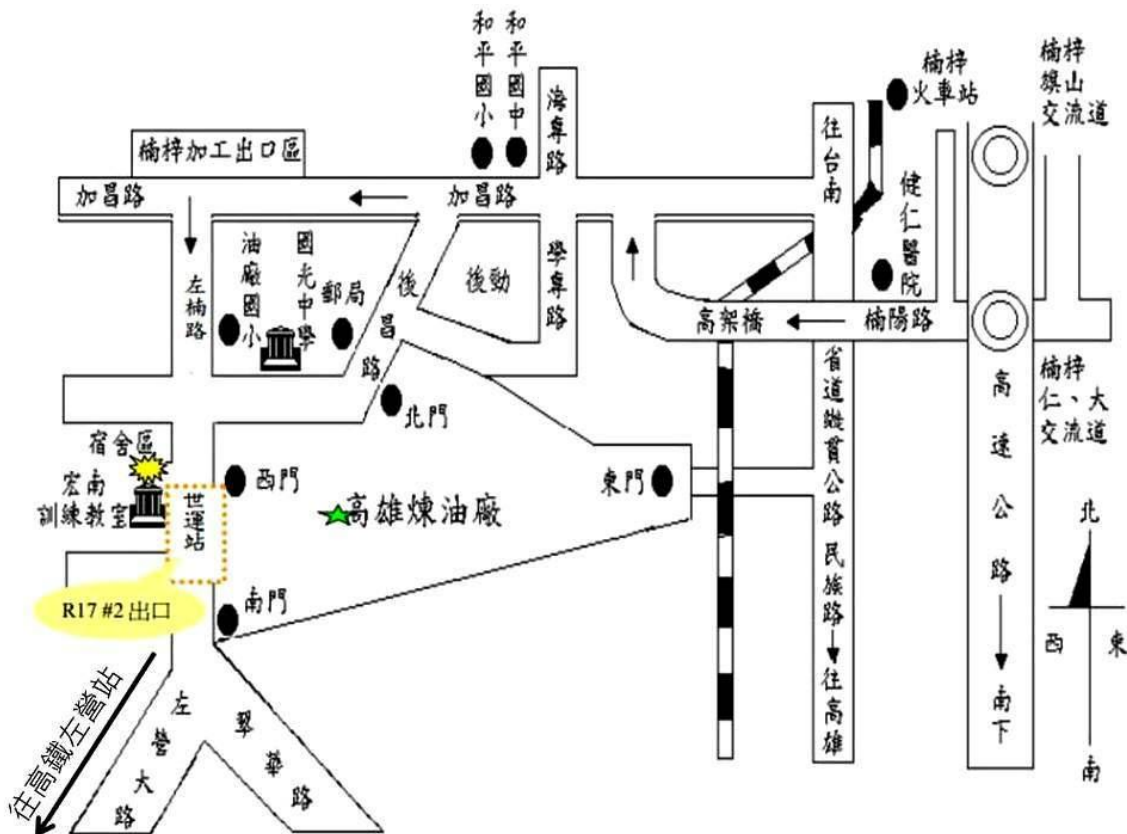 和平國小
和平國中
海專路
楠梓火車站
楠梓旗山交流道
楠梓加工出口區
往台南
加昌路
加昌路
健仁醫院
左楠路
油廠國小
國光中學
郵局
後昌路
後勁
學專路
高架橋
楠陽路
北門
省道縱貫公路
民族路
往高雄
高速公路
南下
楠梓
仁、大
交流道
宿舍區
宏南
訓練教室
世運站
西門
高雄煉油廠
東門
R17 #2 出口
南門
北
西
東
南
左營大路
翠華路
往高鐵左營站